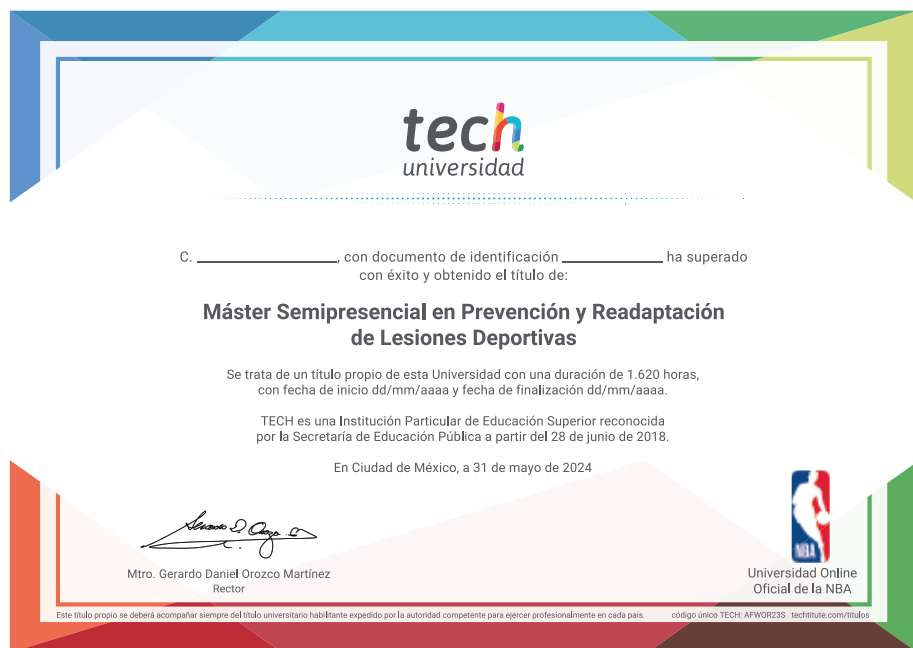 tech
universidad
C. ____________, con documento de identificación ____________ ha superado
con éxito y obtenido el título de:
Máster Semipresencial en Prevención y Readaptación
de Lesiones Deportivas
Se trata de un título propio de esta Universidad con una duración de 1.620 horas,
con fecha de inicio dd/mm/aaaa y fecha de finalización dd/mm/aaaa.
TECH es una Institución Particular de Educación Superior reconocida
por la Secretaría de Educación Pública a partir del 28 de junio de 2018.
En Ciudad de México, a 31 de mayo de 2024
Mtro. Gerardo Daniel Orozco Martínez
Rector
NBA
Universidad Online
Oficial de la NBA
Este título propio se deberá acompañar siempre del título universitario habilitante expedido por la autoridad competente para ejercer profesionalmente en cada país.
código único TECH: AFWOR23S techtitute.com/titulos